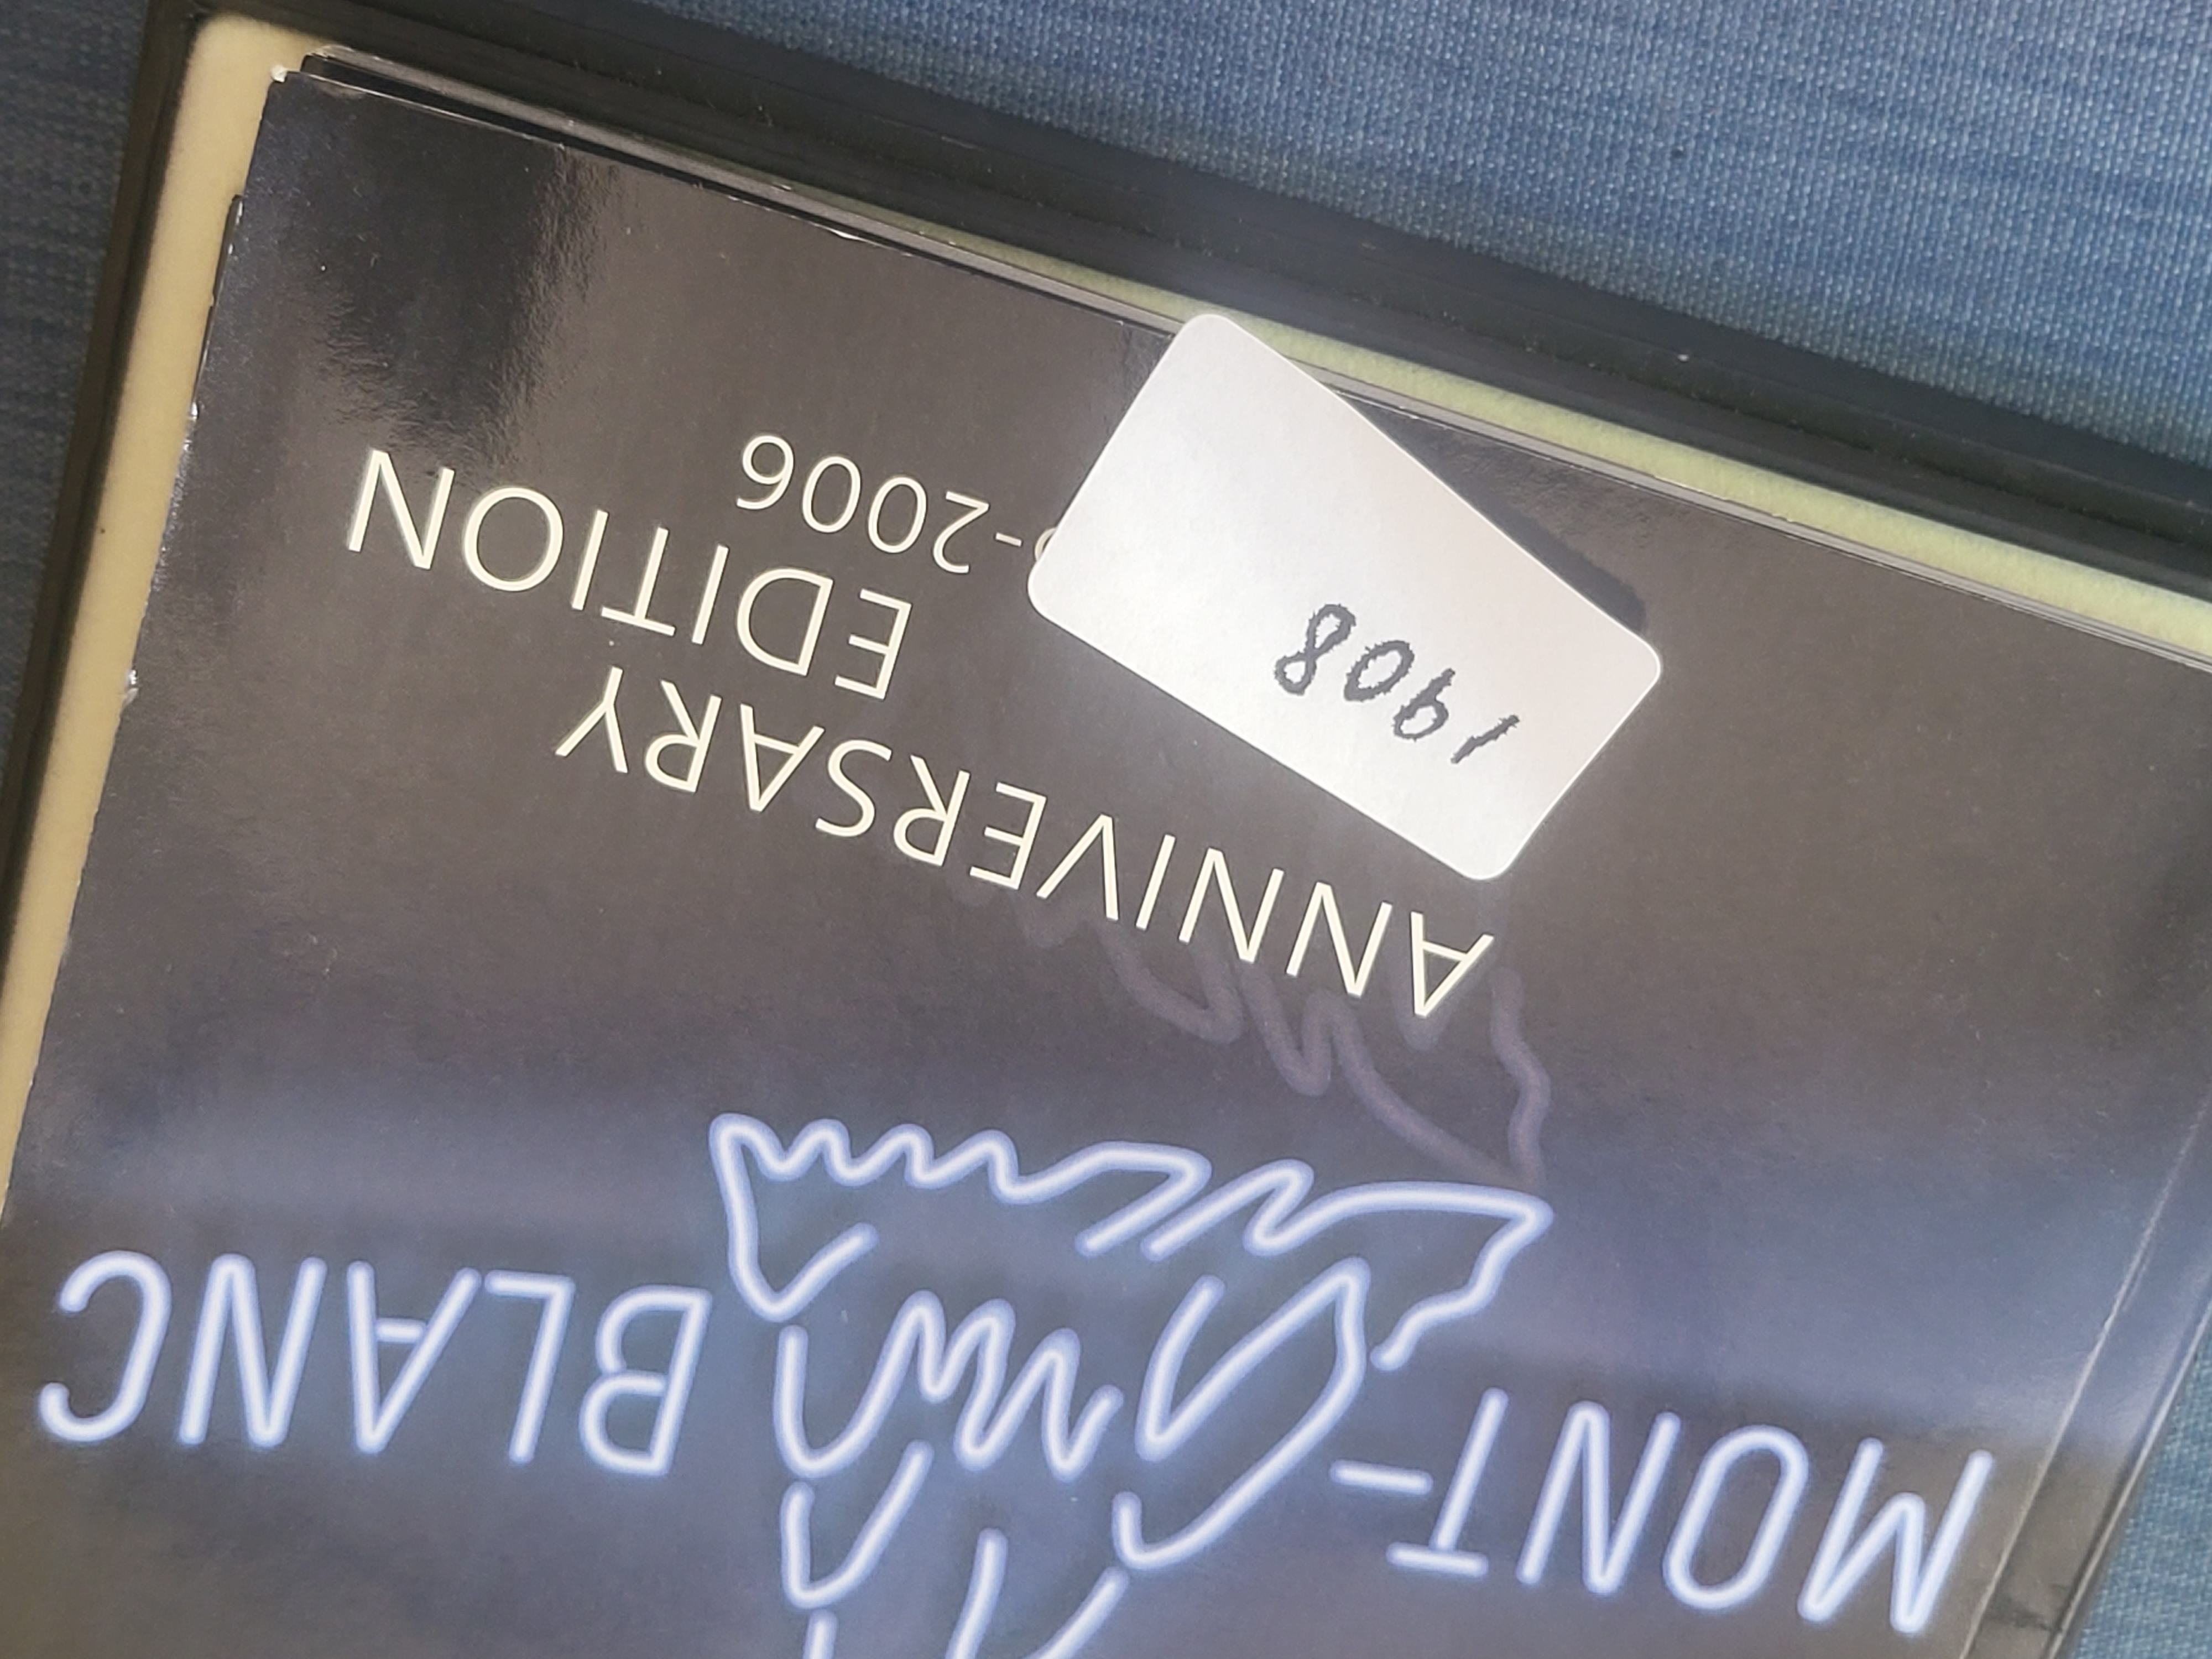 MONT-BLANC
ANNIVERSARY
EDITION
1908
-2006